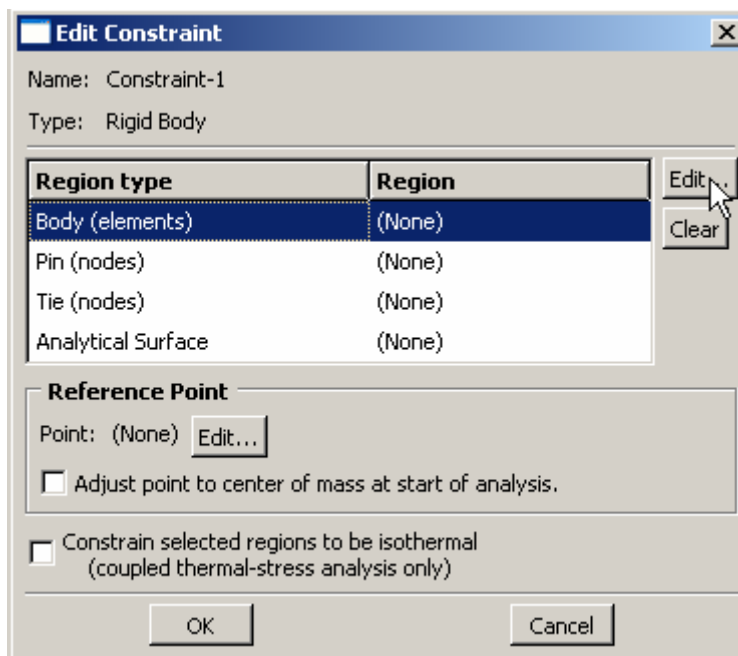 Edit Constraint
Name: Constraint-1
Type: Rigid Body
Region type Region
Edit...
Body (elements) (None)
Clear
Pin (nodes) (None)
Tie (nodes) (None)
Analytical Surface (None)
Reference Point
Point: (None) Edit...
Adjust point to center of mass at start of analysis.
Constrain selected regions to be isothermal
(coupled thermal-stress analysis only)
OK Cancel